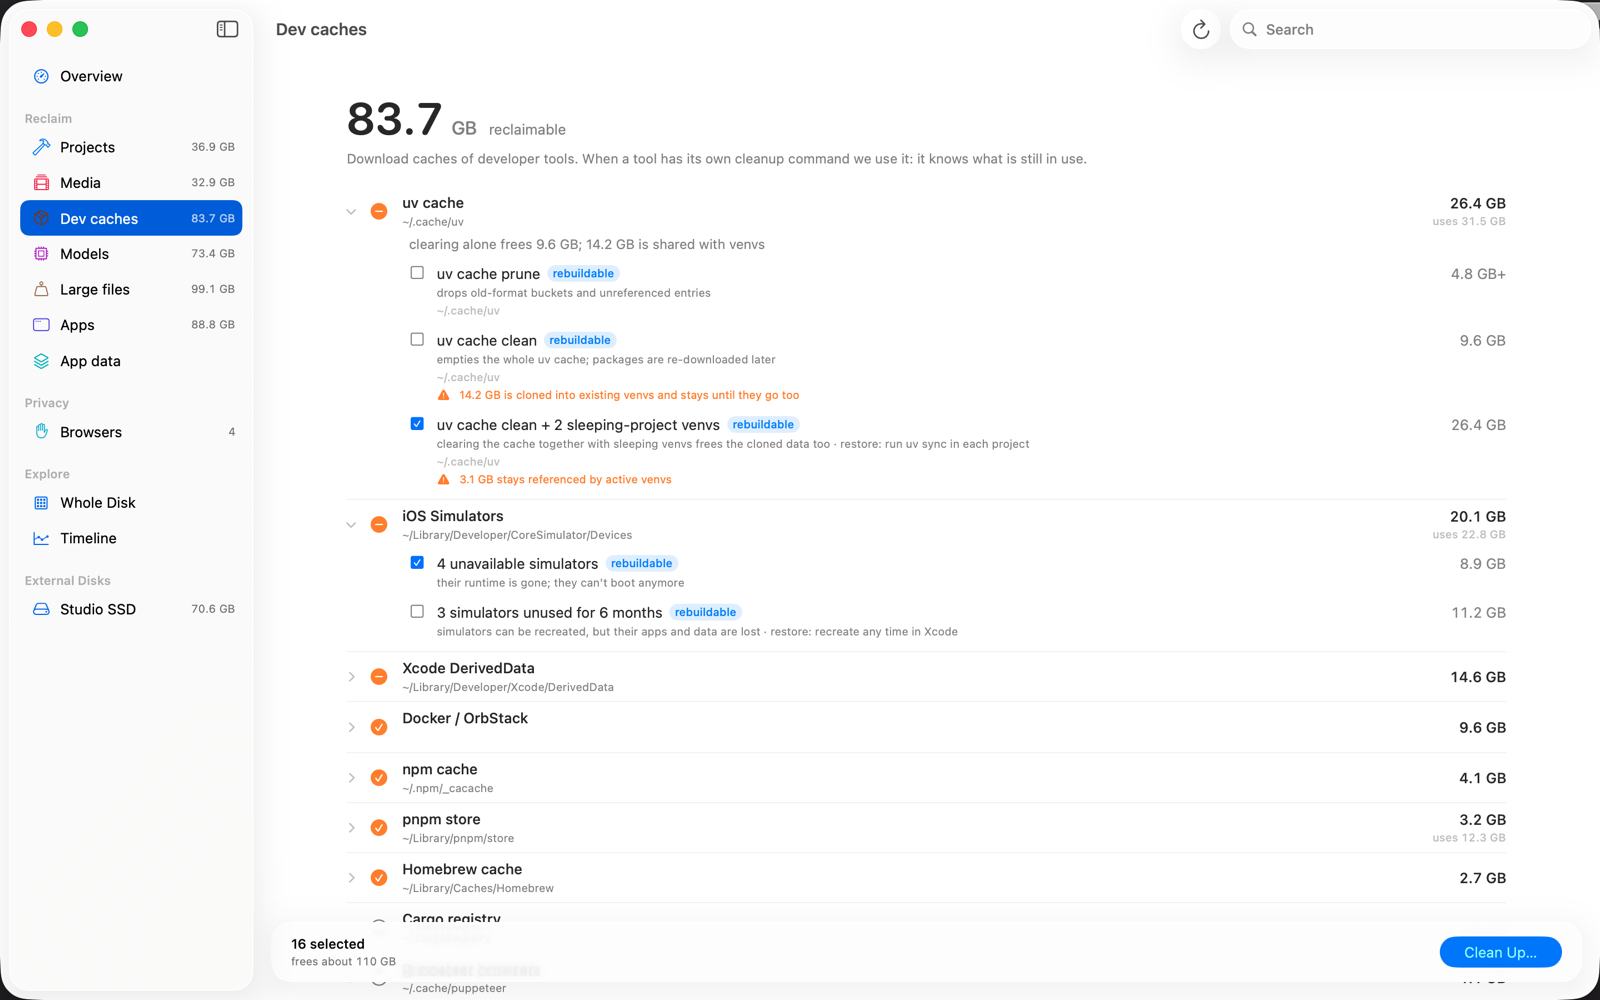 Dev caches
Search
Overview
Reclaim
Projects 36.9 GB
Media 32.9 GB
Dev caches 83.7 GB
Models 73.4 GB
Large files 99.1 GB
Apps 88.8 GB
App data
Privacy
Browsers 4
Explore
Whole Disk
Timeline
External Disks
Studio SSD 70.6 GB
83.7 GB reclaimable
Download caches of developer tools. When a tool has its own cleanup command we use it: it knows what is still in use.
uv cache 26.4 GB
~/.cache/uv uses 31.5 GB
clearing alone frees 9.6 GB; 14.2 GB is shared with venvs
uv cache prune rebuildable 4.8 GB+
drops old-format buckets and unreferenced entries
~/.cache/uv
uv cache clean rebuildable 9.6 GB
empties the whole uv cache; packages are re-downloaded later
~/.cache/uv
14.2 GB is cloned into existing venvs and stays until they go too
uv cache clean + 2 sleeping-project venvs rebuildable 26.4 GB
clearing the cache together with sleeping venvs frees the cloned data too · restore: run uv sync in each project
~/.cache/uv
3.1 GB stays referenced by active venvs
iOS Simulators 20.1 GB
~/Library/Developer/CoreSimulator/Devices uses 22.8 GB
4 unavailable simulators rebuildable 8.9 GB
their runtime is gone; they can't boot anymore
3 simulators unused for 6 months rebuildable 11.2 GB
simulators can be recreated, but their apps and data are lost · restore: recreate any time in Xcode
Xcode DerivedData 14.6 GB
~/Library/Developer/Xcode/DerivedData
Docker / OrbStack 9.6 GB
npm cache 4.1 GB
~/.npm/_cacache
pnpm store 3.2 GB
~/Library/pnpm/store uses 12.3 GB
Homebrew cache 2.7 GB
~/Library/Caches/Homebrew
Cargo registry
16 selected
frees about 110 GB
Clean Up...
~/.cache/puppeteer